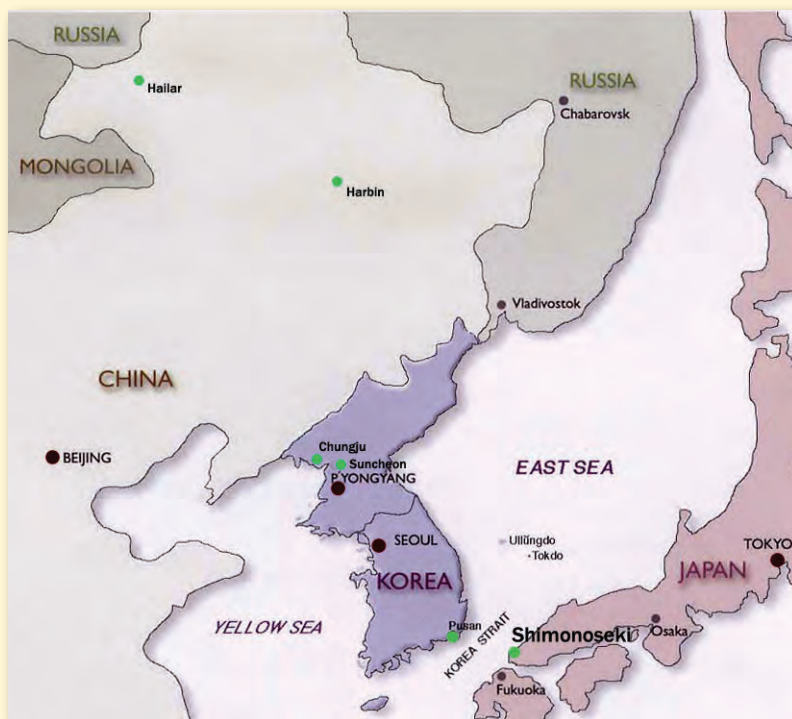 RUSSIA
Hailar
RUSSIA
Chabarovsk
MONGOLIA
Harbin
Vladivostok
CHINA
Chungju
BEIJING
Suncheon
P.YONGYANG
EAST SEA
SEOUL
Ullŭngdo
Tokdo
TOKYO
KOREA
JAPAN
YELLOW SEA
Pusan
KOREA STRAIT
Shimonoseki
Osaka
Fukuoka